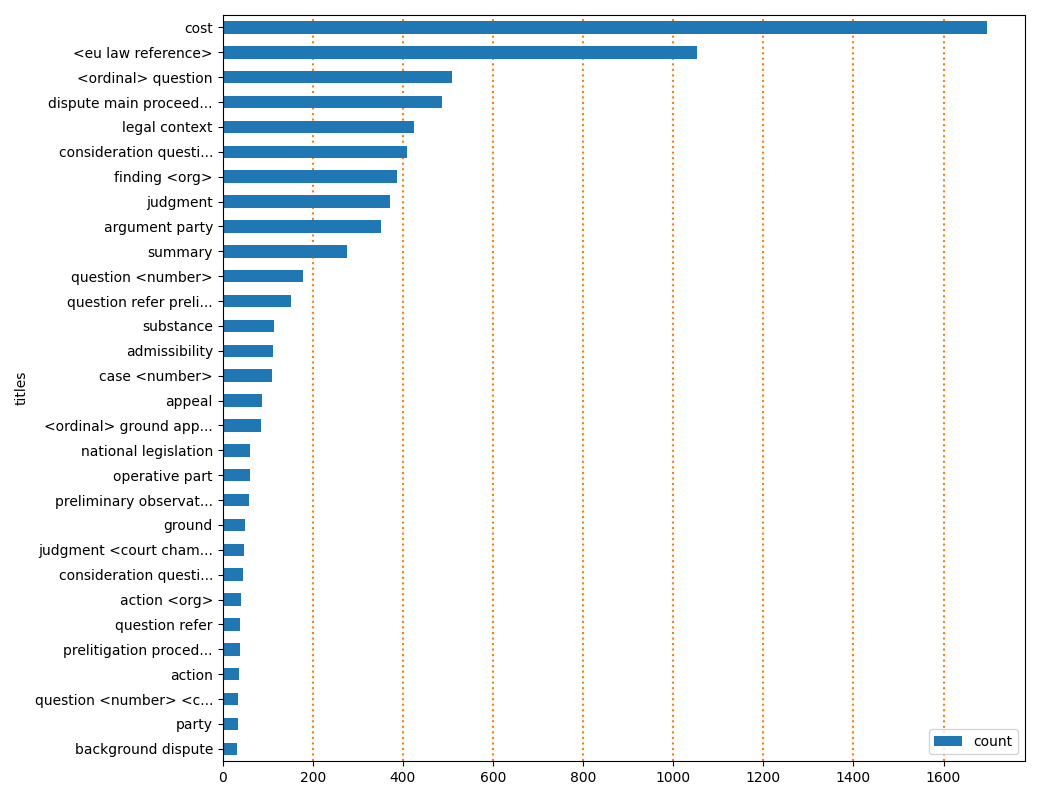 cost
<eu law reference>
<ordinal> question
dispute main proceed...
legal context
consideration questi...
finding <org>
judgment
argument party
summary
question <number>
question refer preli...
substance
admissibility
case <number>
appeal
<ordinal> ground app...
national legislation
operative part
preliminary observat...
ground
judgment <court cham...
consideration questi...
action <org>
question refer
prelitigation proced...
action
question <number> <c...
party
background dispute
titles
count
0 200 400 600 800 1000 1200 1400 1600